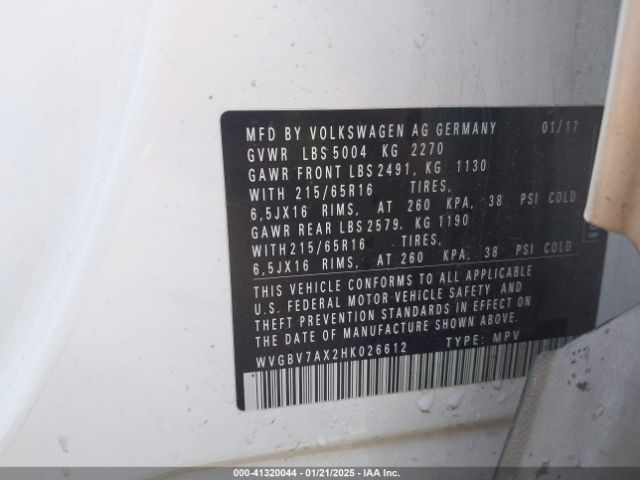 MFD BY VOLKSWAGEN AG GERMANY 01/17
GVWR LBS 5004 KG 2270
GAWR FRONT LBS 2491, KG 1130
WITH 215/65R16 TIRES,
6,5JX16 RIMS, AT 260 KPA, 38 PSI COLD
GAWR REAR LBS 2579, KG 1190
WITH 215/65R16 TIRES,
6,5JX16 RIMS, AT 260 KPA, 38 PSI COLD
THIS VEHICLE CONFORMS TO ALL APPLICABLE
U.S. FEDERAL MOTOR VEHICLE SAFETY AND
THEFT PREVENTION STANDARDS IN EFFECT ON
THE DATE OF MANUFACTURE SHOWN ABOVE.
WVGBV7AX2HK026612 TYPE: MPV
000-41320044 / 01/21/2025 - IAA Inc.